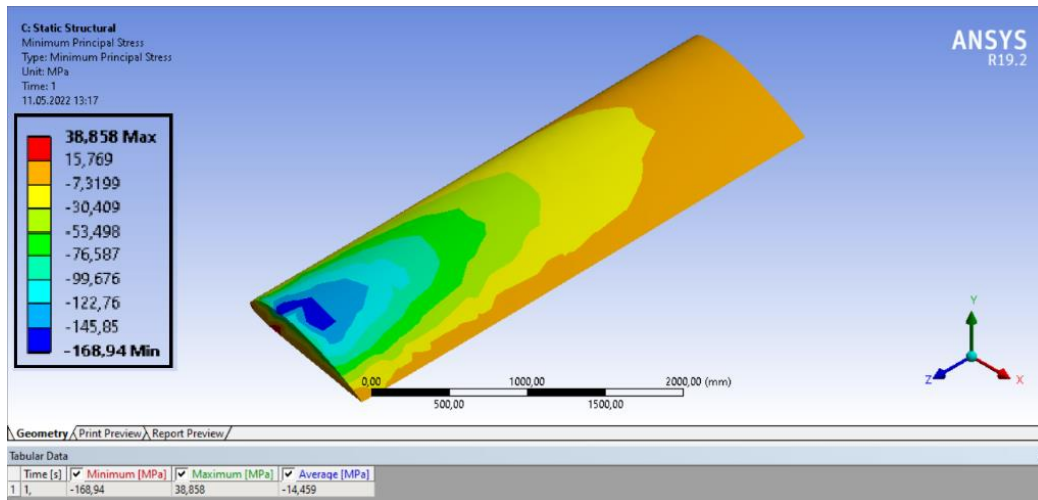 C: Static Structural
Minimum Principal Stress
Type: Minimum Principal Stress
Unit: MPa
Time: 1
11.05.2022 13:17
ANSYS
R19.2
38,858 Max
15,769
-7,3199
-30,409
-53,498
-76,587
-99,676
-122,76
-145,85
-168,94 Min
0,00 1000,00 2000,00 (mm)
500,00 1500,00
Y
Z X
Geometry Print Preview Report Preview
Tabular Data
Time [s] Minimum [MPa] Maximum [MPa] Average [MPa]
1 1, -168,94 38,858 -14,459